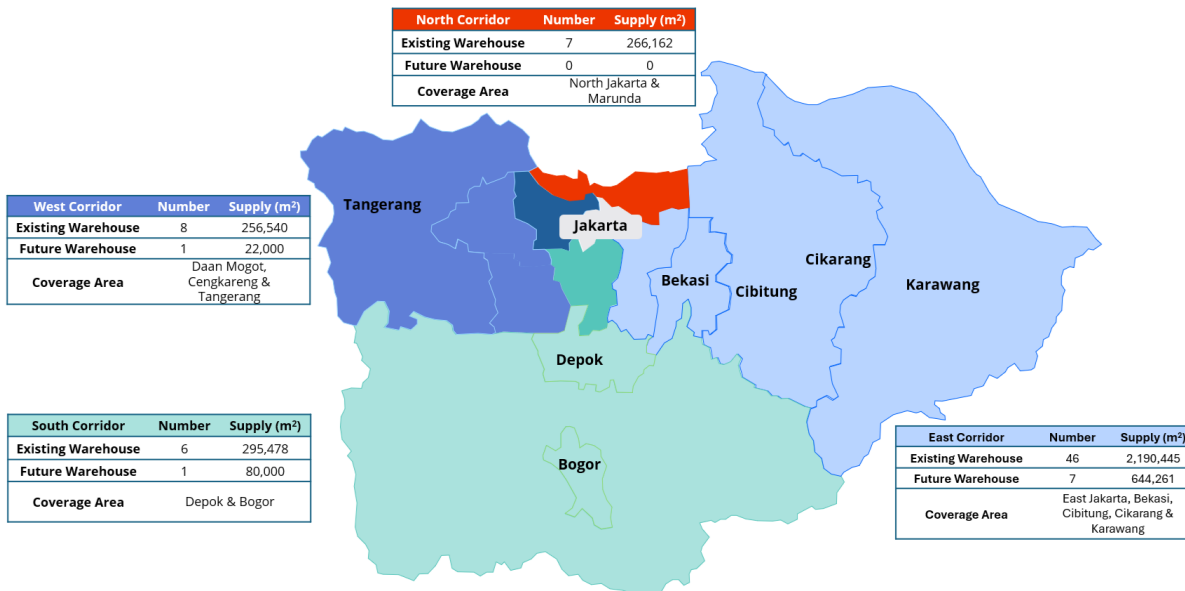 North Corridor Number Supply (m²)
Existing Warehouse 7 266,162
Future Warehouse 0 0
Coverage Area North Jakarta &
Marunda
West Corridor Number Supply (m²)
Existing Warehouse 8 256,540
Future Warehouse 1 22,000
Coverage Area Daan Mogot,
Cengkareng &
Tangerang
Tangerang
Jakarta
Bekasi
Cibitung
Cikarang
Karawang
Depok
Bogor
South Corridor Number Supply (m²)
Existing Warehouse 6 295,478
Future Warehouse 1 80,000
Coverage Area Depok & Bogor
East Corridor Number Supply (m²)
Existing Warehouse 46 2,190,445
Future Warehouse 7 644,261
Coverage Area East Jakarta, Bekasi,
Cibitung, Cikarang &
Karawang